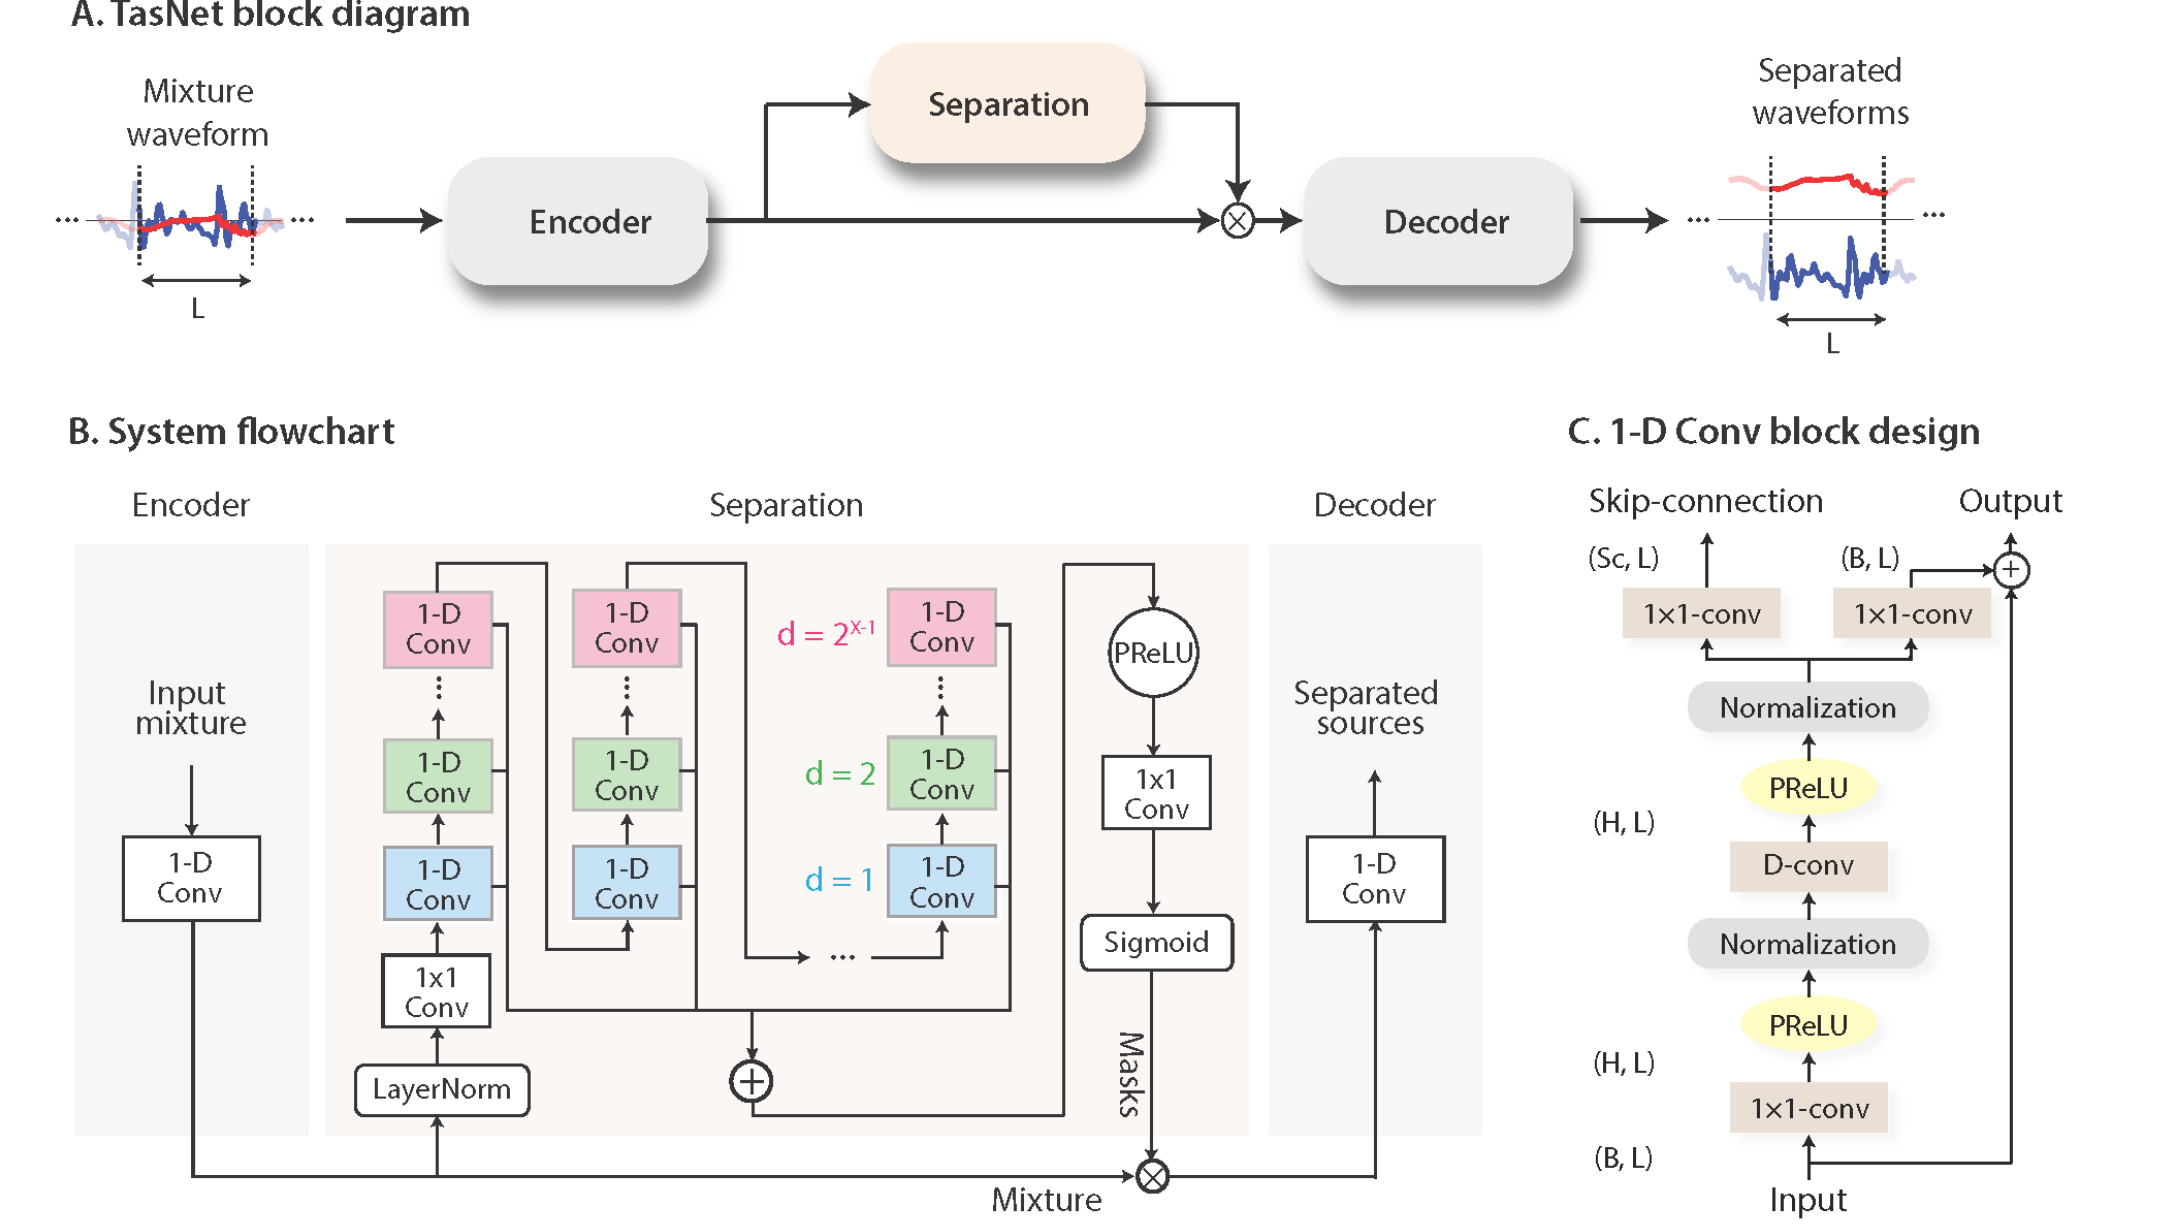 A. TasNet block diagram
Mixture
waveform
...
...
L
Encoder
Separation
Decoder
Separated
waveforms
...
...
L
B. System flowchart
Encoder
Separation
Decoder
Input
mixture
1-D
Conv
1-D
Conv
1-D
Conv
1-D
Conv
1x1
Conv
LayerNorm
1-D
Conv
1-D
Conv
1-D
Conv
...
d = 2^X-1
d = 2
d = 1
1-D
Conv
1-D
Conv
1-D
Conv
PReLU
1x1
Conv
Sigmoid
Masks
Mixture
Separated
sources
1-D
Conv
C. 1-D Conv block design
Skip-connection
Output
(Sc, L)
(B, L)
1×1-conv
1×1-conv
Normalization
PReLU
(H, L)
D-conv
Normalization
PReLU
(H, L)
1×1-conv
(B, L)
Input